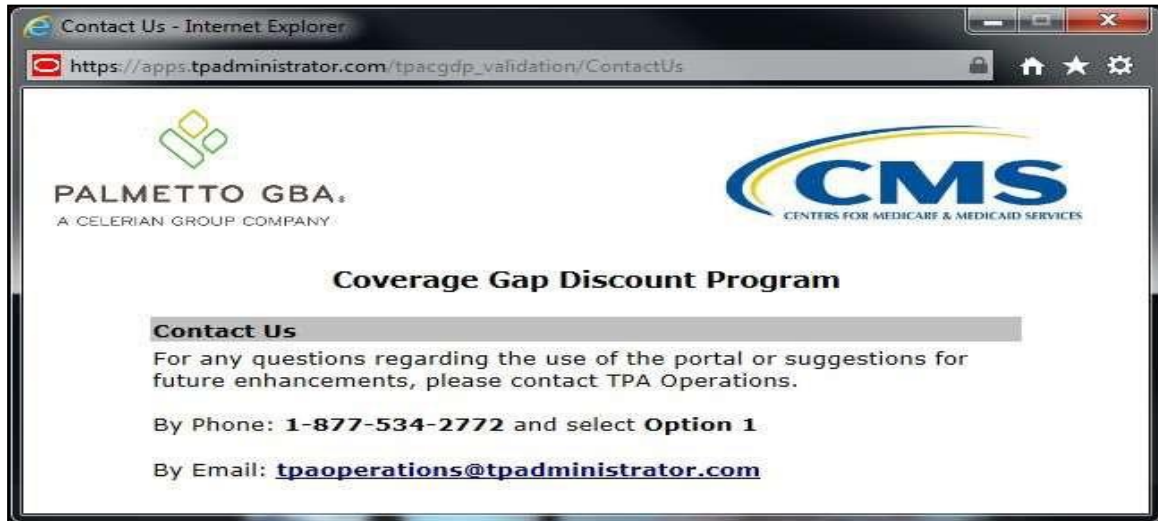 Contact Us - Internet Explorer
https://apps.tpadministrator.com/tpacgdp_validation/ContactUs
PALMETTO GBA.
A CELERIAN GROUP COMPANY
CMS
CENTERS FOR MEDICARE & MEDICAID SERVICES
Coverage Gap Discount Program
Contact Us
For any questions regarding the use of the portal or suggestions for
future enhancements, please contact TPA Operations.
By Phone: 1-877-534-2772 and select Option 1
By Email: tpaoperations@tpadministrator.com